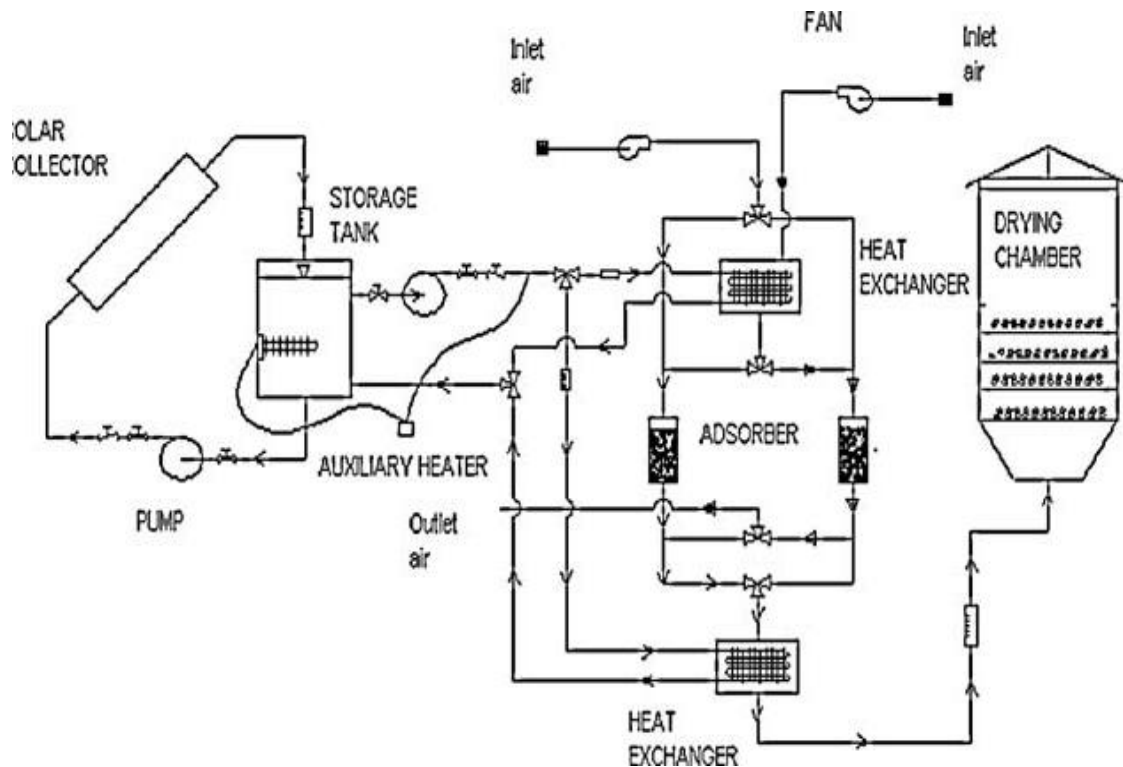 FAN
Inlet
air
Inlet
air
OLAR
OLLECTOR
STORAGE
TANK
HEAT
EXCHANGER
DRYING
CHAMBER
ADSORBER
AUXILIARY HEATER
PUMP
Outlet
air
HEAT
EXCHANGER